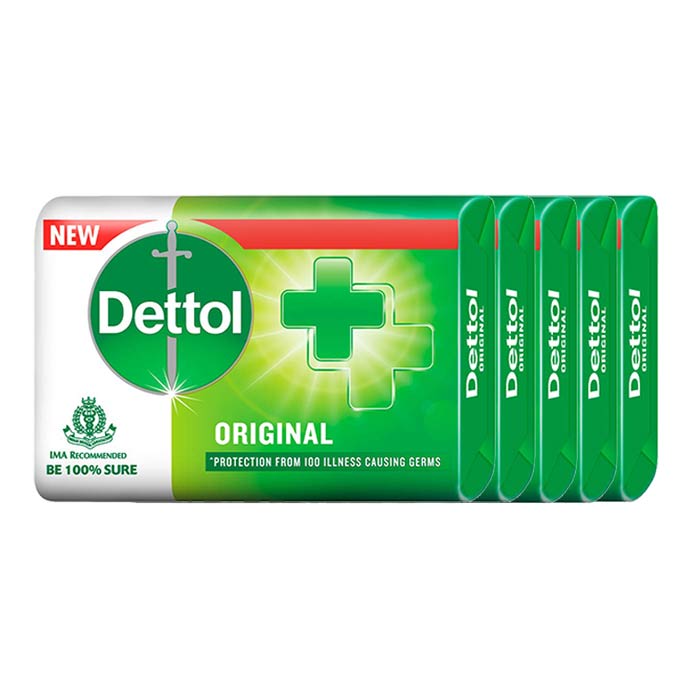 NEW
Dettol
IMA RECOMMENDED
BE 100% SURE
ORIGINAL
*PROTECTION FROM 100 ILLNESS CAUSING GERMS
Dettol
ORIGINAL
Dettol
ORIGINAL
Dettol
ORIGINAL
Dettol
ORIGINAL
Dettol
ORIGINAL